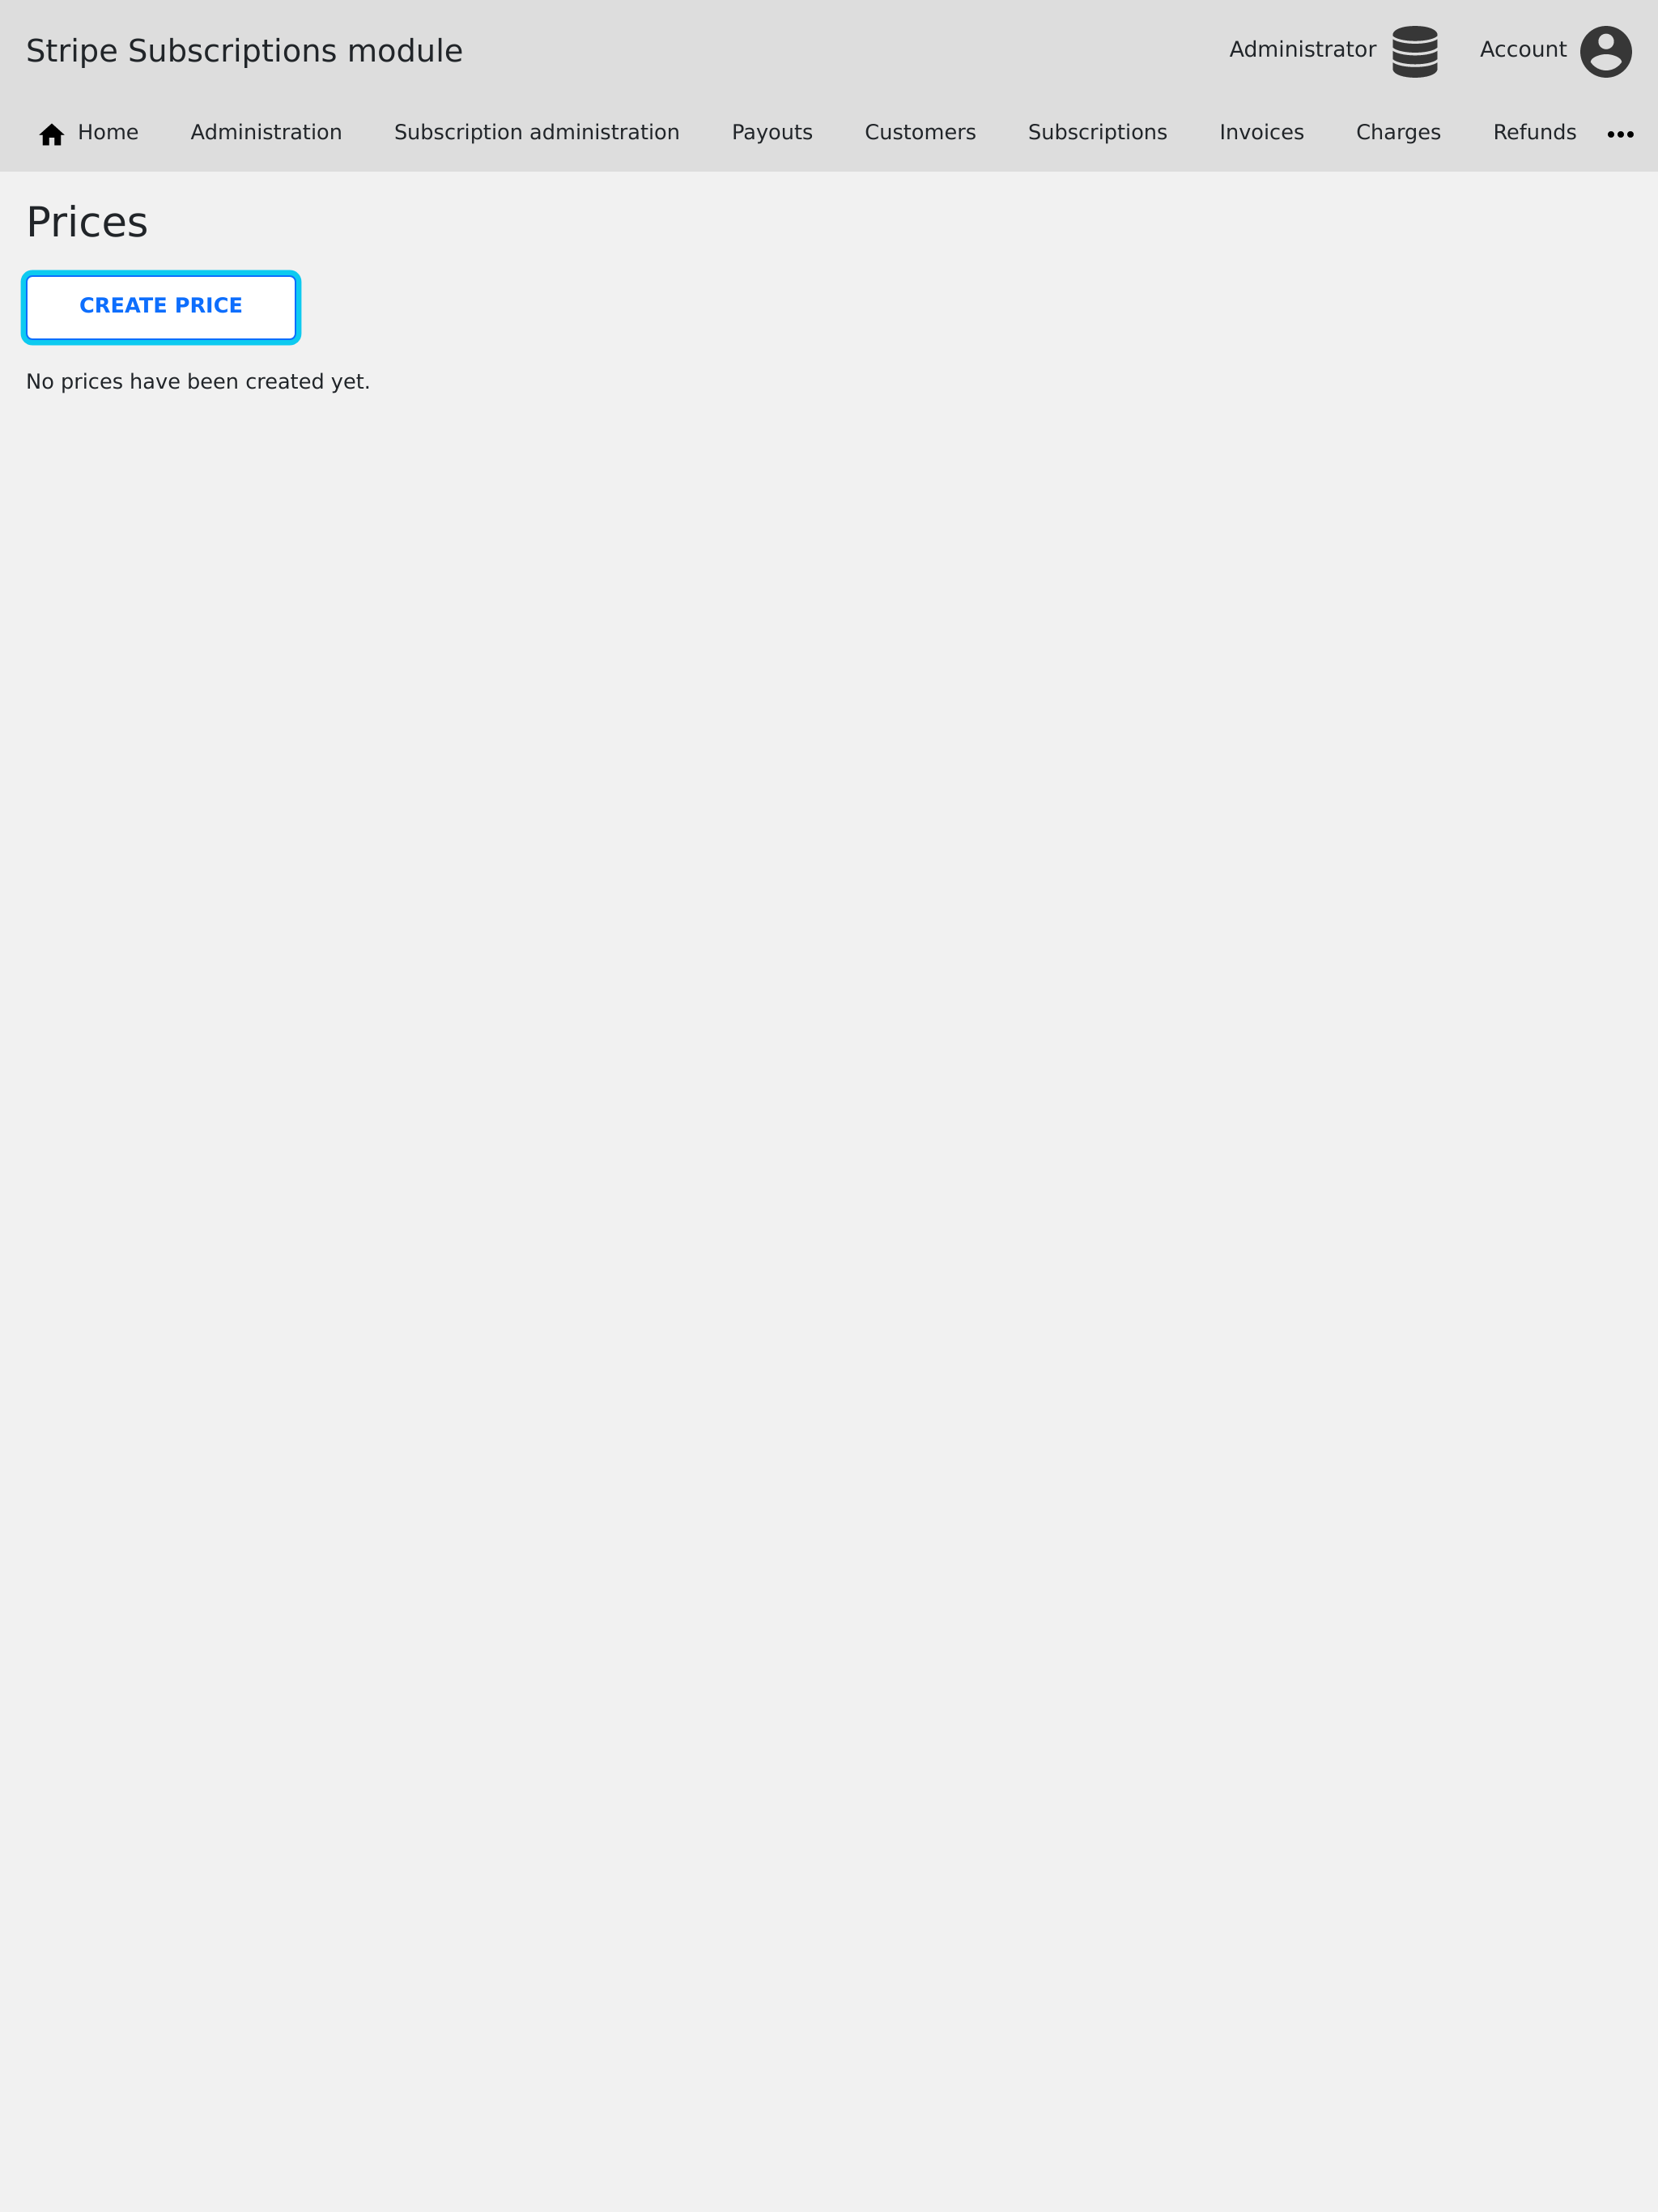 Stripe Subscriptions module
Administrator
Account
Home
Administration
Subscription administration
Payouts
Customers
Subscriptions
Invoices
Charges
Refunds
Prices
CREATE PRICE
No prices have been created yet.